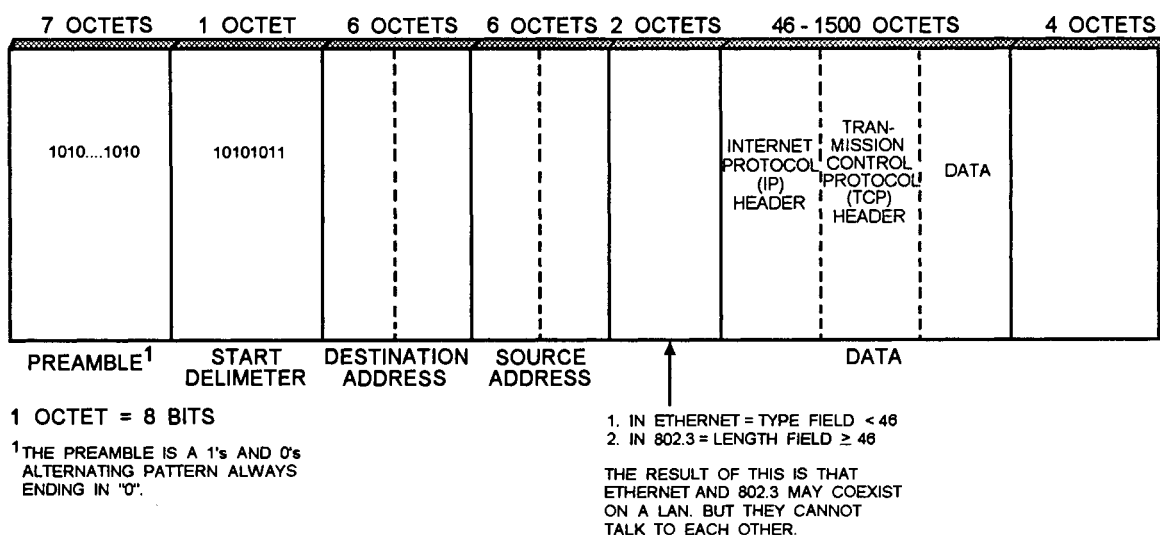 7 OCTETS 1 OCTET 6 OCTETS 6 OCTETS 2 OCTETS 46 - 1500 OCTETS 4 OCTETS
1010....1010
10101011
INTERNET
PROTOCOL
(IP)
HEADER
TRAN-
MISSION
CONTROL
PROTOCOL
(TCP)
HEADER
DATA
PREAMBLE¹
START
DELIMETER
DESTINATION
ADDRESS
SOURCE
ADDRESS
DATA
1 OCTET = 8 BITS
¹THE PREAMBLE IS A 1's AND 0's
ALTERNATING PATTERN ALWAYS
ENDING IN "0".
1. IN ETHERNET = TYPE FIELD < 46
2. IN 802.3 = LENGTH FIELD ≥ 46
THE RESULT OF THIS IS THAT
ETHERNET AND 802.3 MAY COEXIST
ON A LAN. BUT THEY CANNOT
TALK TO EACH OTHER.